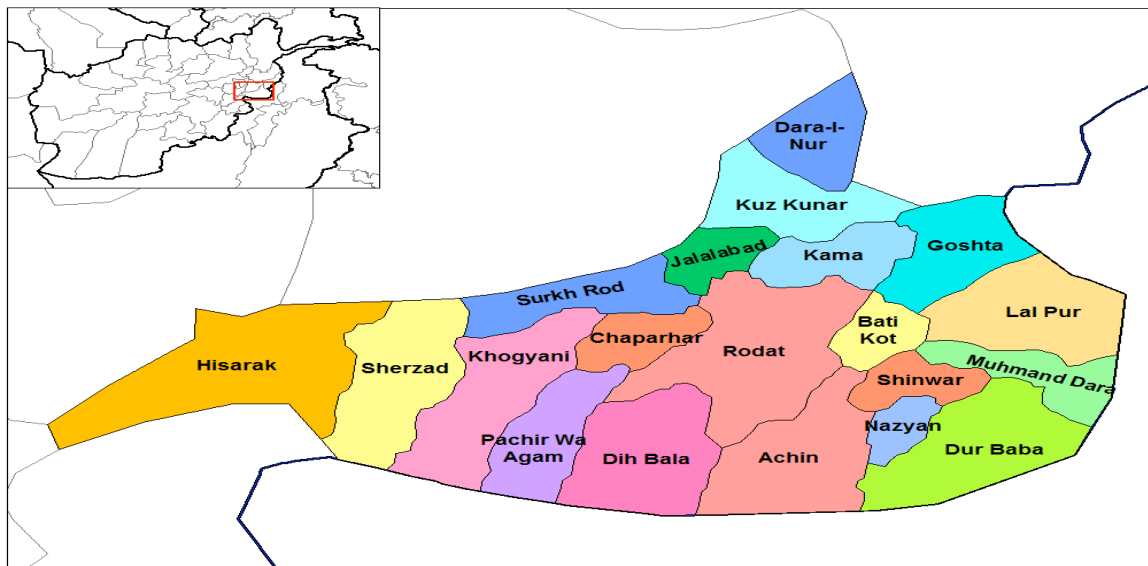 Dara-I-
Nur
Kuz Kunar
Jalalabad
Kama
Goshta
Surkh Rod
Lal Pur
Bati
Kot
Chaparhar
Rodat
Khogyani
Hisarak
Sherzad
Muhmand Dara
Shinwar
Nazyan
Pachir Wa
Agam
Dih Bala
Achin
Dur Baba